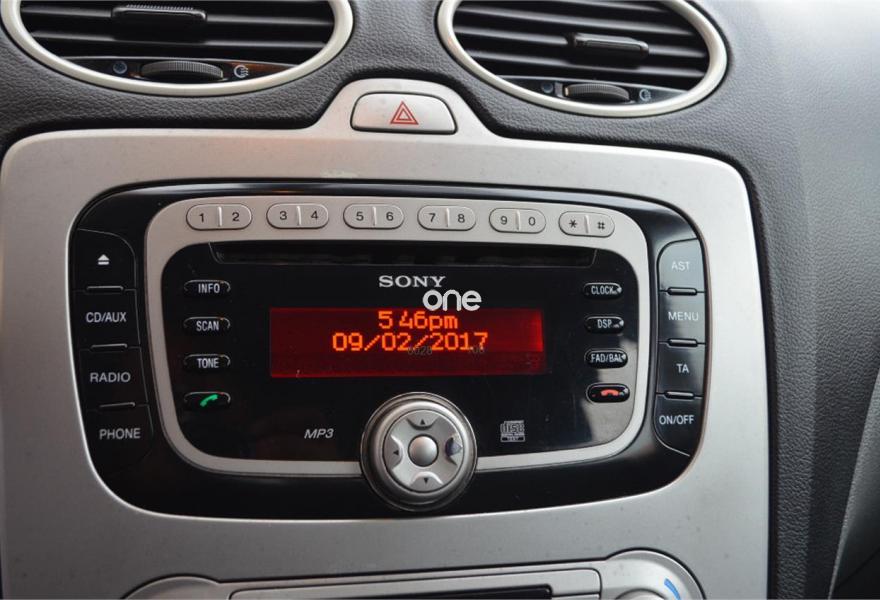 1 2 3 4 5 6 7 8 9 0 * #
SONY
one
INFO
CLOCK
AST
CD/AUX
SCAN
5 46pm
DSP
MENU
09/02/2017
RADIO
TONE
FAD/BAL
TA
PHONE
MP3
ON/OFF